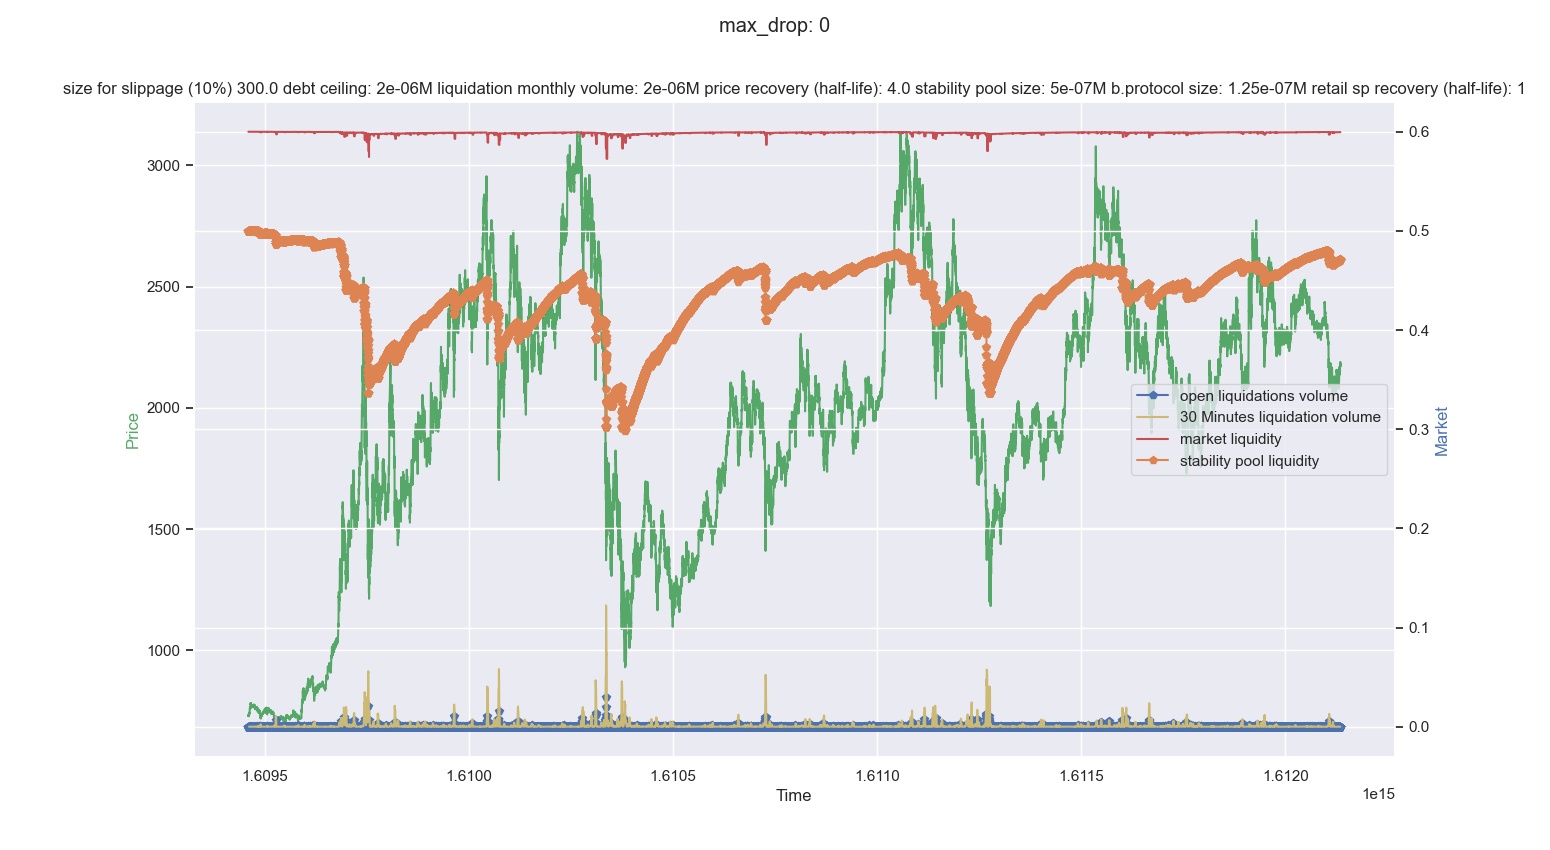 max_drop: 0
size for slippage (10%) 300.0 debt ceiling: 2e-06M liquidation monthly volume: 2e-06M price recovery (half-life): 4.0 stability pool size: 5e-07M b.protocol size: 1.25e-07M retail sp recovery (half-life): 1
3000
2500
2000
1500
1000
Price
0.6
0.5
0.4
0.3
0.2
0.1
0.0
Market
open liquidations volume
30 Minutes liquidation volume
market liquidity
stability pool liquidity
1.6095 1.6100 1.6105 1.6110 1.6115 1.6120
Time
1e15